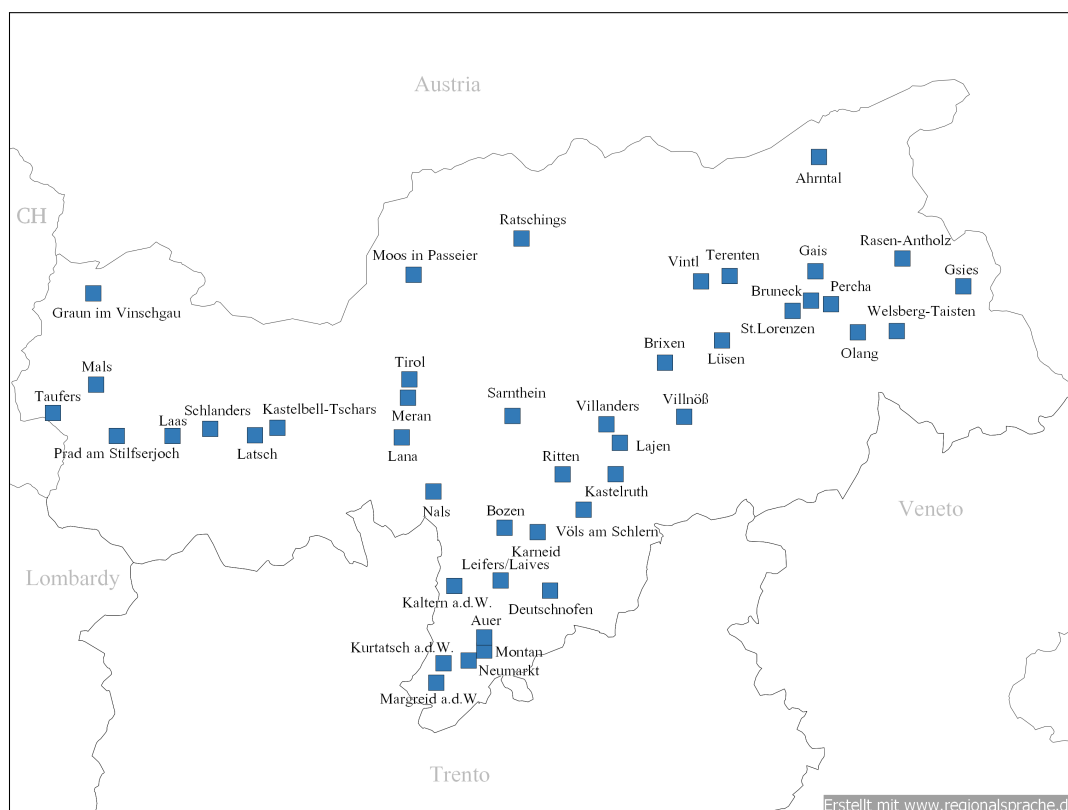 Austria
Ahrntal
CH
Ratschings
Rasen-Antholz
Moos in Passeier
Gais
Terenten
Vintl
Gsies
Percha
Bruneck
Graun im Vinschgau
Welsberg-Taisten
St.Lorenzen
Brixen
Lüsen
Olang
Tirol
Mals
Sarnthein
Villnöß
Taufers
Villanders
Kastelbell-Tschars
Schlanders
Meran
Laas
Lajen
Prad am Stilfserjoch
Latsch
Lana
Ritten
Kastelruth
Nals
Veneto
Bozen
Völs am Schlern
Karneid
Leifers/Laives
Lombardy
Kaltern a.d.W.
Deutschnofen
Auer
Kurtatsch a.d.W.
Montan
Neumarkt
Margreid a.d.W.
Trento
Erstellt mit www.regionalsprache.d